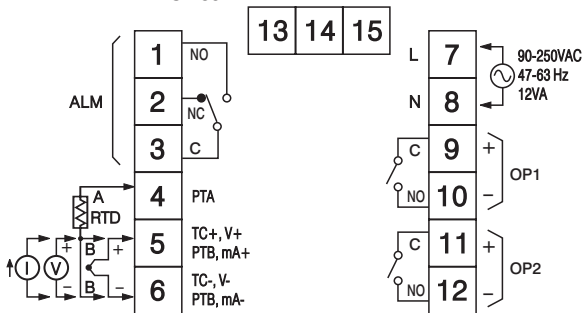 13 14 15
1 NO
2 NC
3 C
ALM
4 PTA
A
RTD
5 TC+, V+
PTB, mA+
6 TC-, V-
PTB, mA-
I V + B + 
- B -
L 7
N 8
90-250VAC
47-63 Hz
12VA
C 9 +
NO 10 -
OP1
C 11 +
NO 12 -
OP2